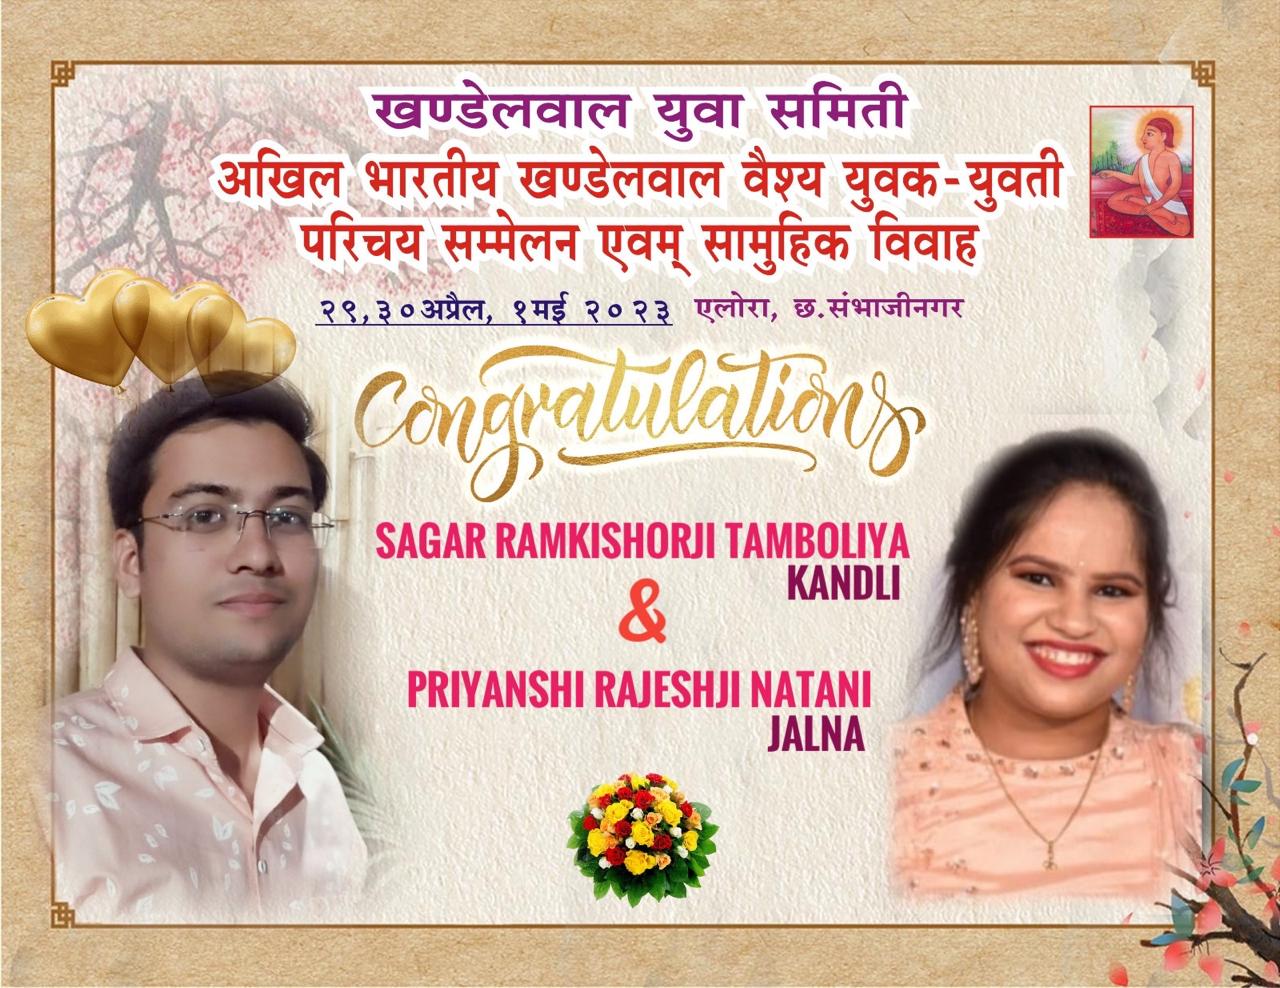 खण्डेलवाल युवा समिती
अखिल भारतीय खण्डेलवाल वैश्य युवक-युवती
परिचय सम्मेलन एवम् सामुहिक विवाह
२९,३०अप्रैल, १मई २०२३ एलोरा, छ.संभाजीनगर
Congratulations
SAGAR RAMKISHORJI TAMBOLIYA
KANDLI
&
PRIYANSHI RAJESHJI NATANI
JALNA